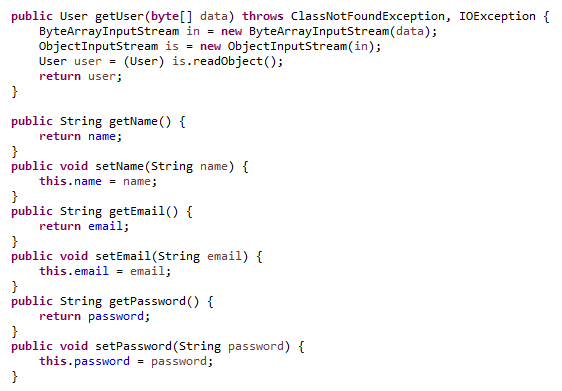 public User getUser(byte[] data) throws ClassNotFoundException, IOException {
    ByteArrayInputStream in = new ByteArrayInputStream(data);
    ObjectInputStream is = new ObjectInputStream(in);
    User user = (User) is.readObject();
    return user;
}

public String getName() {
    return name;
}
public void setName(String name) {
    this.name = name;
}
public String getEmail() {
    return email;
}
public void setEmail(String email) {
    this.email = email;
}
public String getPassword() {
    return password;
}
public void setPassword(String password) {
    this.password = password;
}